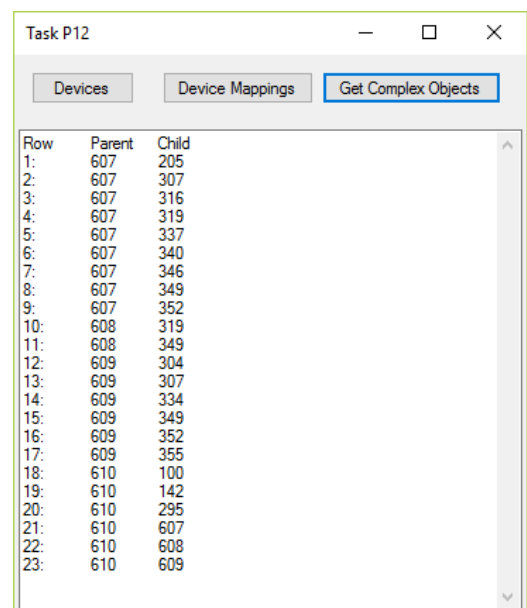 Task P12
Devices Device Mappings Get Complex Objects
Row Parent Child
1: 607 205
2: 607 307
3: 607 316
4: 607 319
5: 607 337
6: 607 340
7: 607 346
8: 607 349
9: 607 352
10: 608 319
11: 608 349
12: 609 304
13: 609 307
14: 609 334
15: 609 349
16: 609 352
17: 609 355
18: 610 100
19: 610 142
20: 610 295
21: 610 607
22: 610 608
23: 610 609